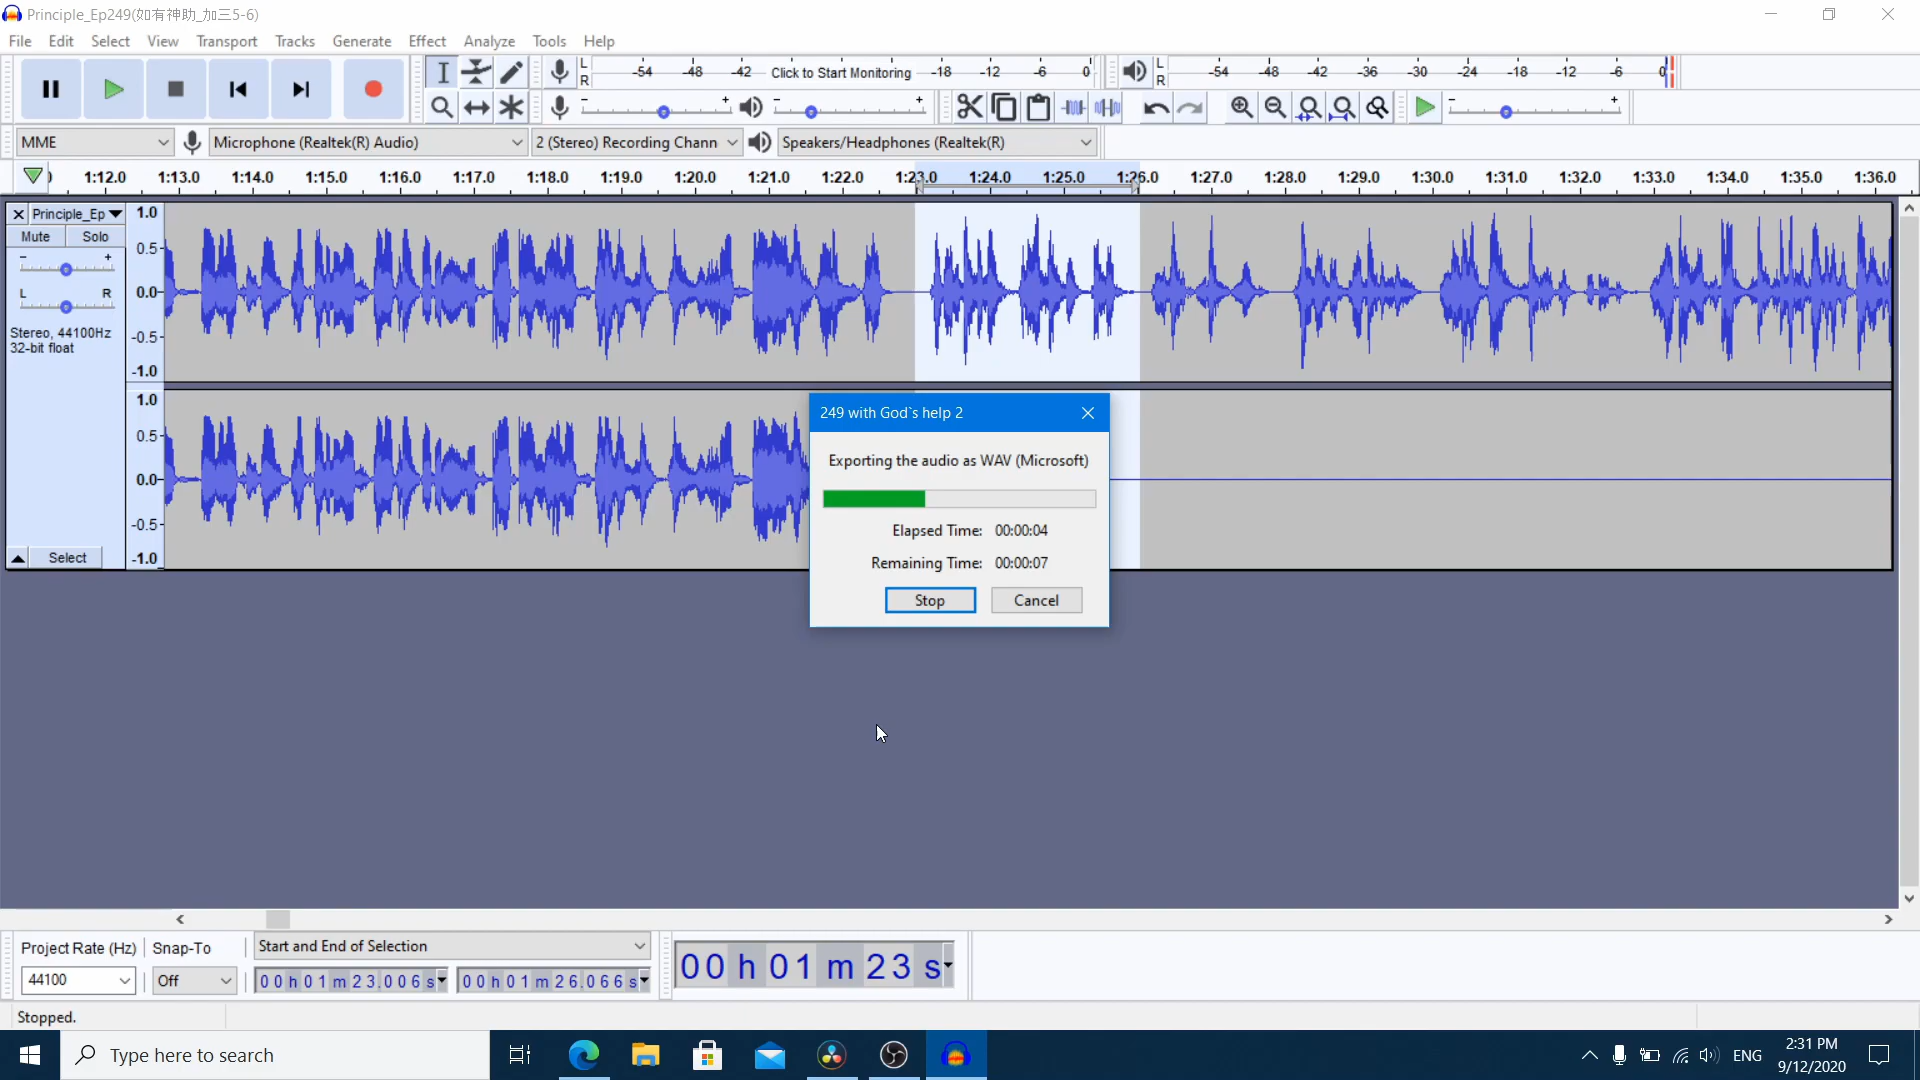 Principle_Ep249(如有神助_加三5-6)
File Edit Select View Transport Tracks Generate Effect Analyze Tools Help
L R -54 -48 -42 Click to Start Monitoring -18 -12 -6 0 L R -54 -48 -42 -36 -30 -24 -18 -12 -6 0
- + - + - +
MME Microphone (Realtek(R) Audio) 2 (Stereo) Recording Chann Speakers/Headphones (Realtek(R)
1:12.0 1:13.0 1:14.0 1:15.0 1:16.0 1:17.0 1:18.0 1:19.0 1:20.0 1:21.0 1:22.0 1:23.0 1:24.0 1:25.0 1:26.0 1:27.0 1:28.0 1:29.0 1:30.0 1:31.0 1:32.0 1:33.0 1:34.0 1:35.0 1:36.0
Principle_Ep
Mute Solo
- +
L R
Stereo, 44100Hz
32-bit float
1.0
0.5
0.0
-0.5
-1.0
1.0
0.5
0.0
-0.5
-1.0
Select
249 with God`s help 2
Exporting the audio as WAV (Microsoft)
Elapsed Time: 00:00:04
Remaining Time: 00:00:07
Stop Cancel
Project Rate (Hz) Snap-To Start and End of Selection
44100 Off 00h01m23.006s 00h01m26.066s 00h01m23s
Stopped.
Type here to search
ENG
2:31 PM
9/12/2020